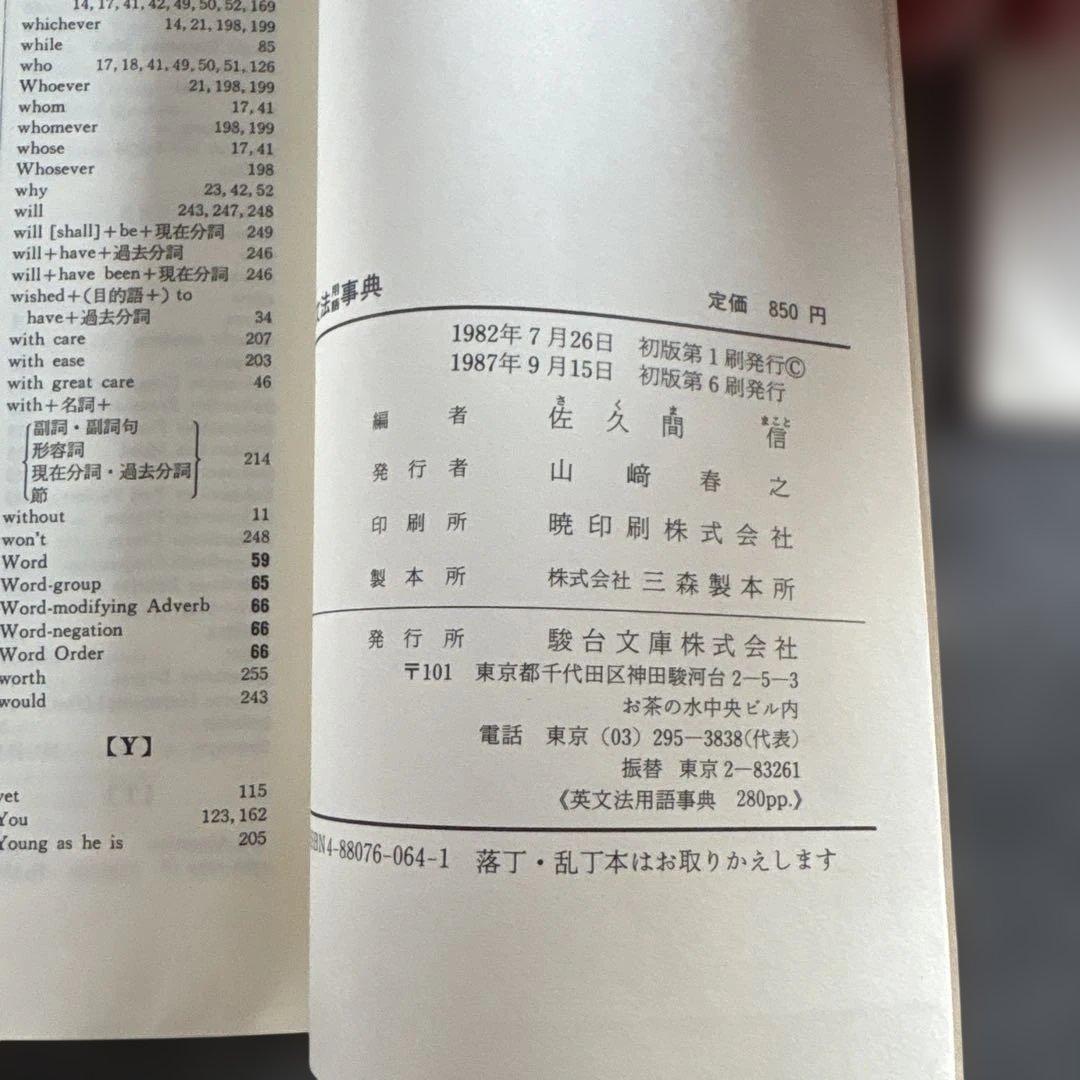 14, 17, 41, 42, 49, 50, 52, 169
whichever 14, 21, 198, 199
while 85
who 17, 18, 41, 49, 50, 51, 126
Whoever 21, 198, 199
whom 17, 41
whomever 198, 199
whose 17, 41
Whosever 198
why 23, 42, 52
will 243, 247, 248
will [shall]+be+現在分詞 249
will+have+過去分詞 246
will+have been+現在分詞 246
wished+(目的語+) to
have+過去分詞 34
with care 207
with ease 203
with great care 46
with+名詞+
副詞・副詞句
形容詞
現在分詞・過去分詞
節
214
without 11
won't 248
Word 59
Word-group 65
Word-modifying Adverb 66
Word-negation 66
Word Order 66
worth 255
would 243
【Y】
yet 115
You 123, 162
Young as he is 205
文法用語事典 定価 850 円
1982年 7 月26日 初版第 1 刷発行©
1987年 9 月15日 初版第 6 刷発行
さ く ま まこと
編者 佐久間 信
発行者 山﨑春之
印刷所 暁印刷株式会社
製本所 株式会社 三森製本所
発行所 駿台文庫株式会社
〒101 東京都千代田区神田駿河台 2―5―3
お茶の水中央ビル内
電話 東京 (03) 295―3838(代表)
振替 東京 2―83261
《英文法用語事典 280pp.》
ISBN4-88076-064-1 落丁・乱丁本はお取りかえします